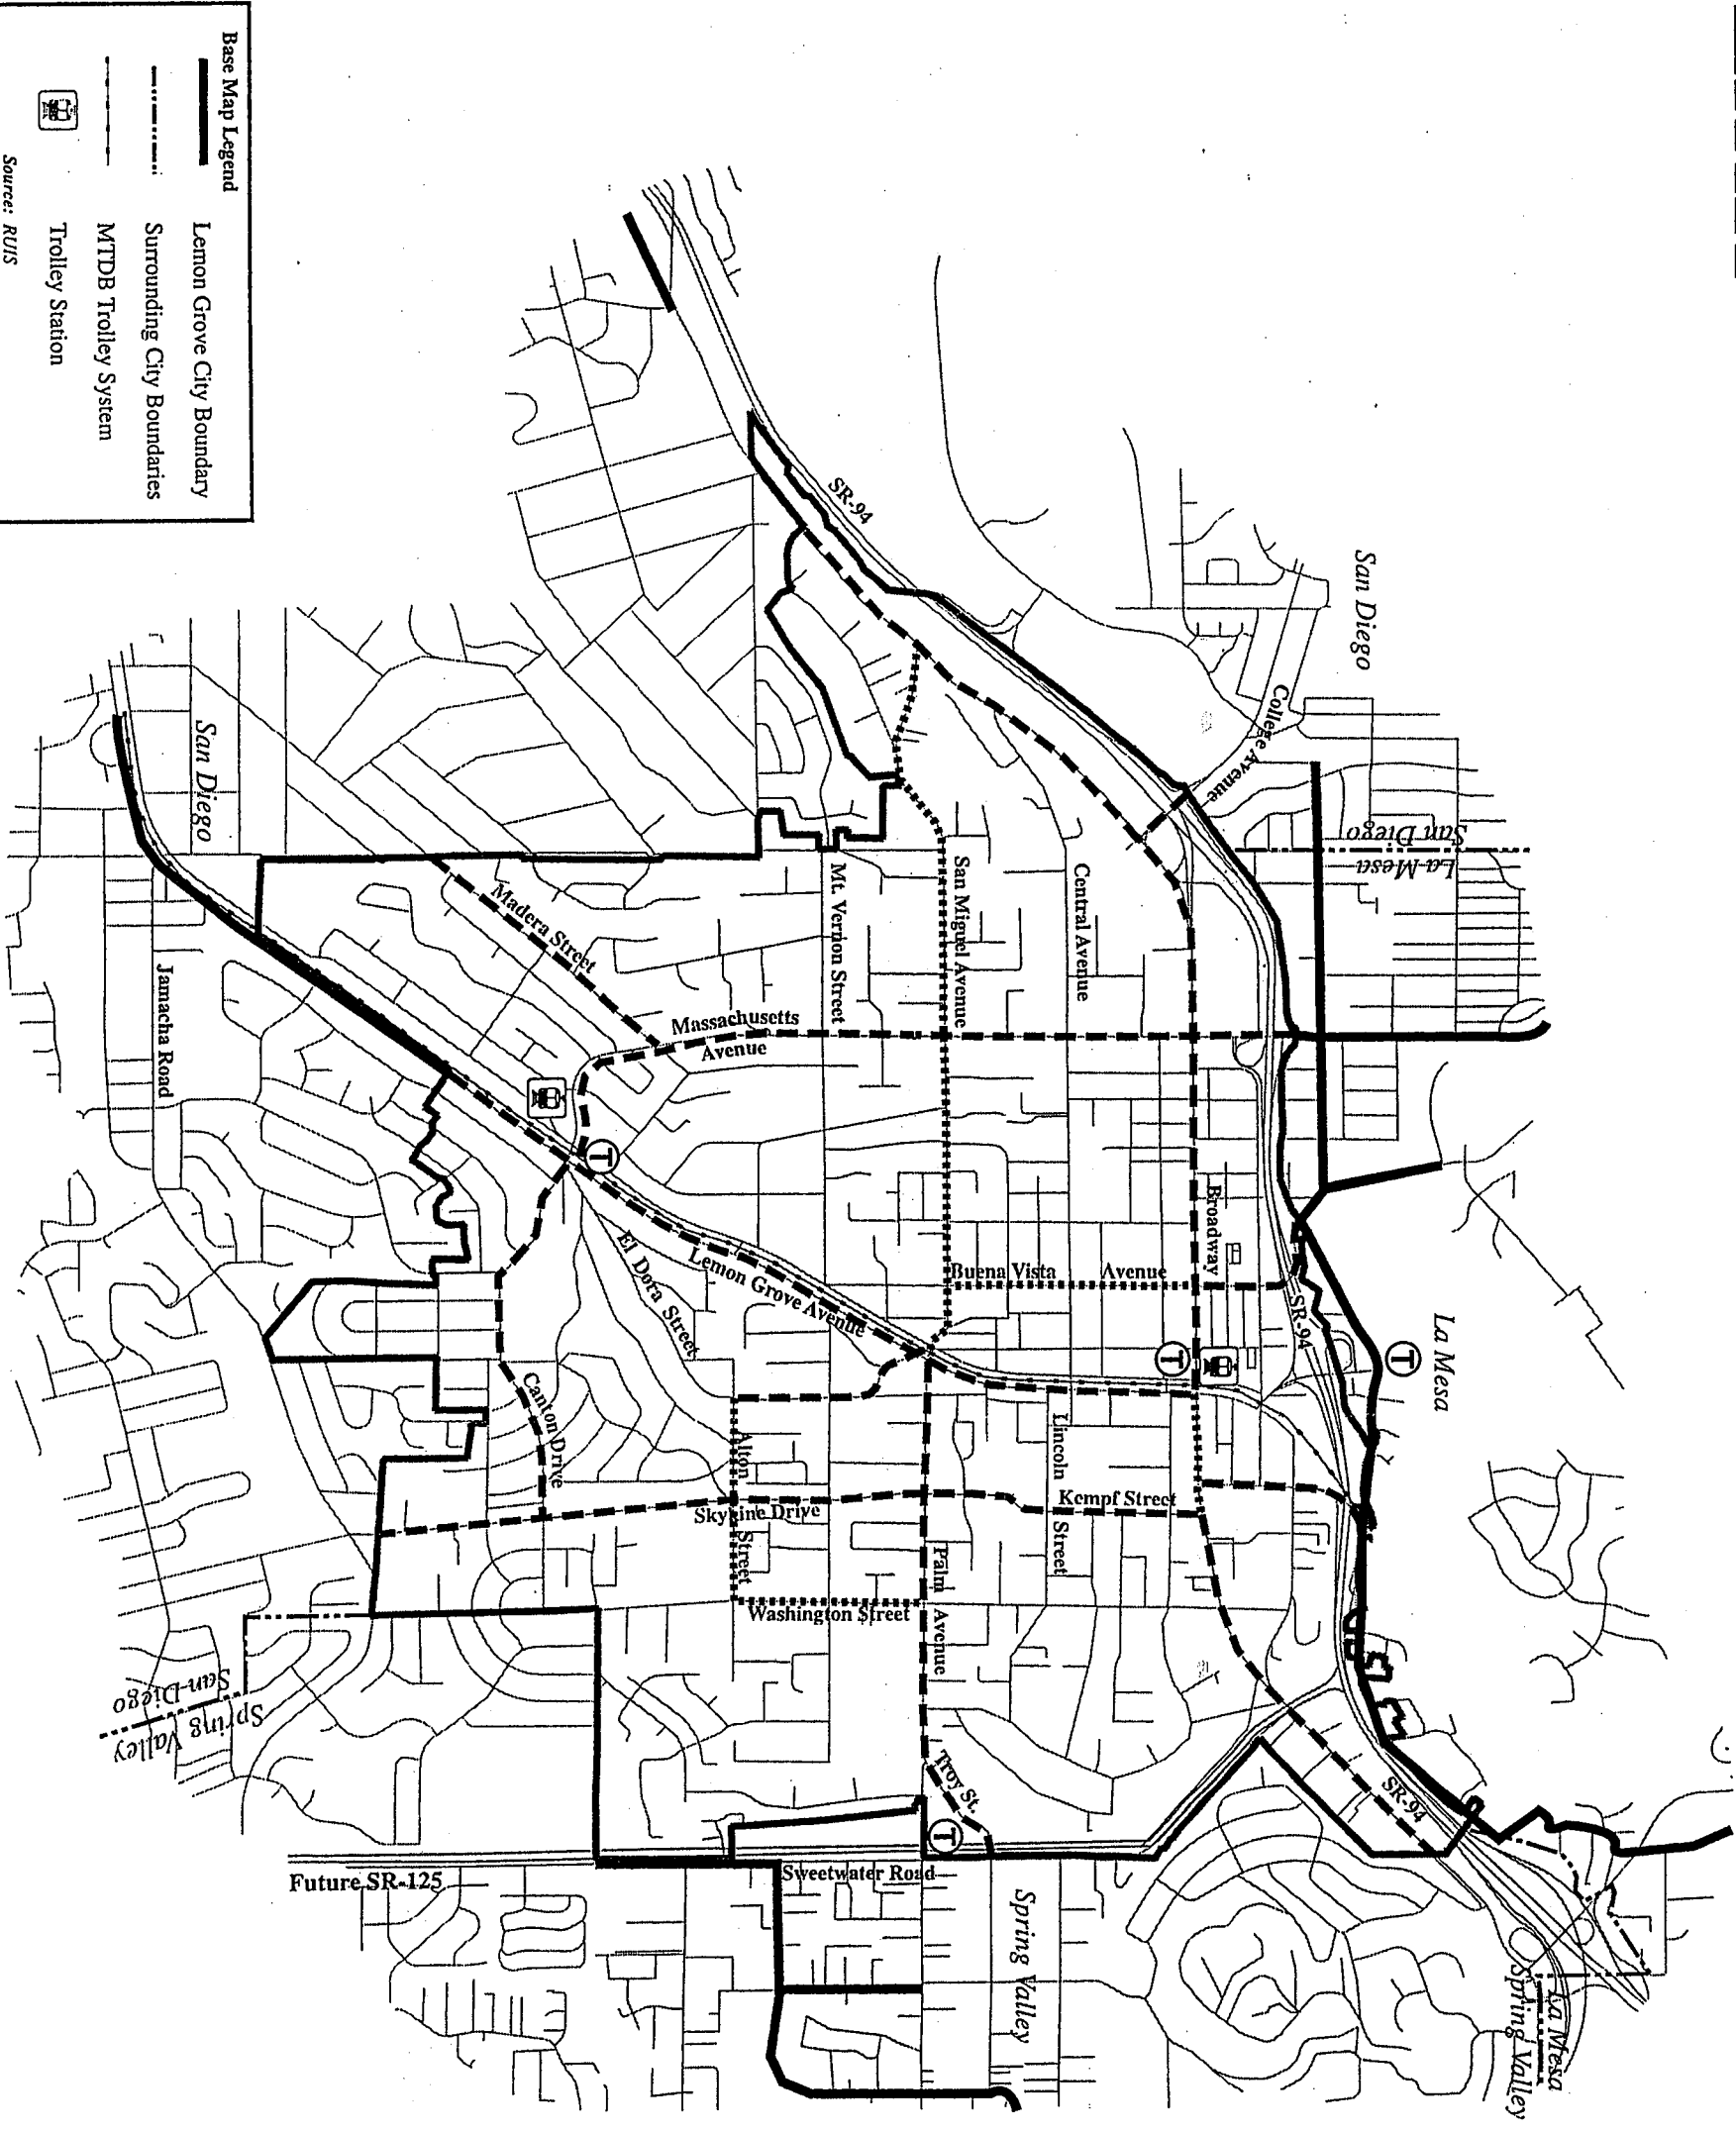 Base Map Legend
Lemon Grove City Boundary
Surrounding City Boundaries
MTDB Trolley System
Trolley Station
Source: RUIS
San Diego
SR-94
College Avenue
San Diego
La Mesa
La Mesa
T
SR-94
Broadway
T
Central Avenue
San Miguel Avenue
Mt. Vernon Street
Massachusetts
Avenue
Madera Street
San Diego
Jamacha Road
T
Buena Vista Avenue
Lemon Grove Avenue
El Dora Street
Canton Drive
Alton
Street
Skyline Drive
Kempf Street
Lincoln
Street
Palm
Avenue
Washington Street
Troy St.
T
SR-94
Sweetwater Road
Future SR-125
Spring Valley
San Diego
Spring Valley
La Mesa
Spring Valley